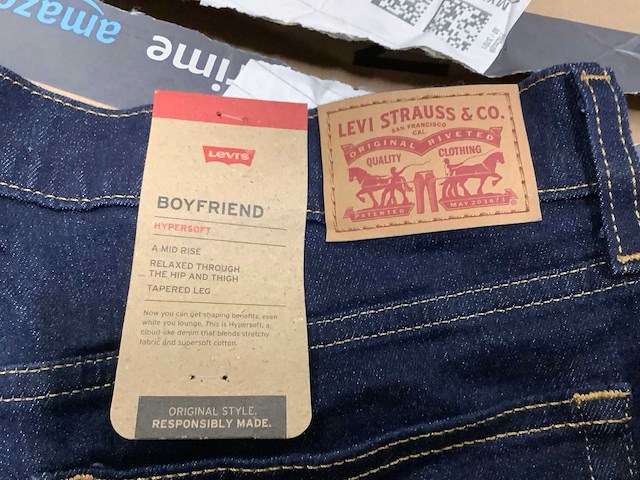 amazon
prime
LEVI'S
BOYFRIEND
HYPERSOFT
A MID RISE
RELAXED THROUGH
THE HIP AND THIGH
TAPERED LEG
Now you can get shaping benefits, even
while you lounge. This is Hypersoft, a
cloud-like denim that blends stretchy
fabric and supersoft cotton.
ORIGINAL STYLE,
RESPONSIBLY MADE.
LEVI STRAUSS & CO.
SAN FRANCISCO
CAL.
ORIGINAL RIVETED
QUALITY CLOTHING
PATENTED MAY 20 1873